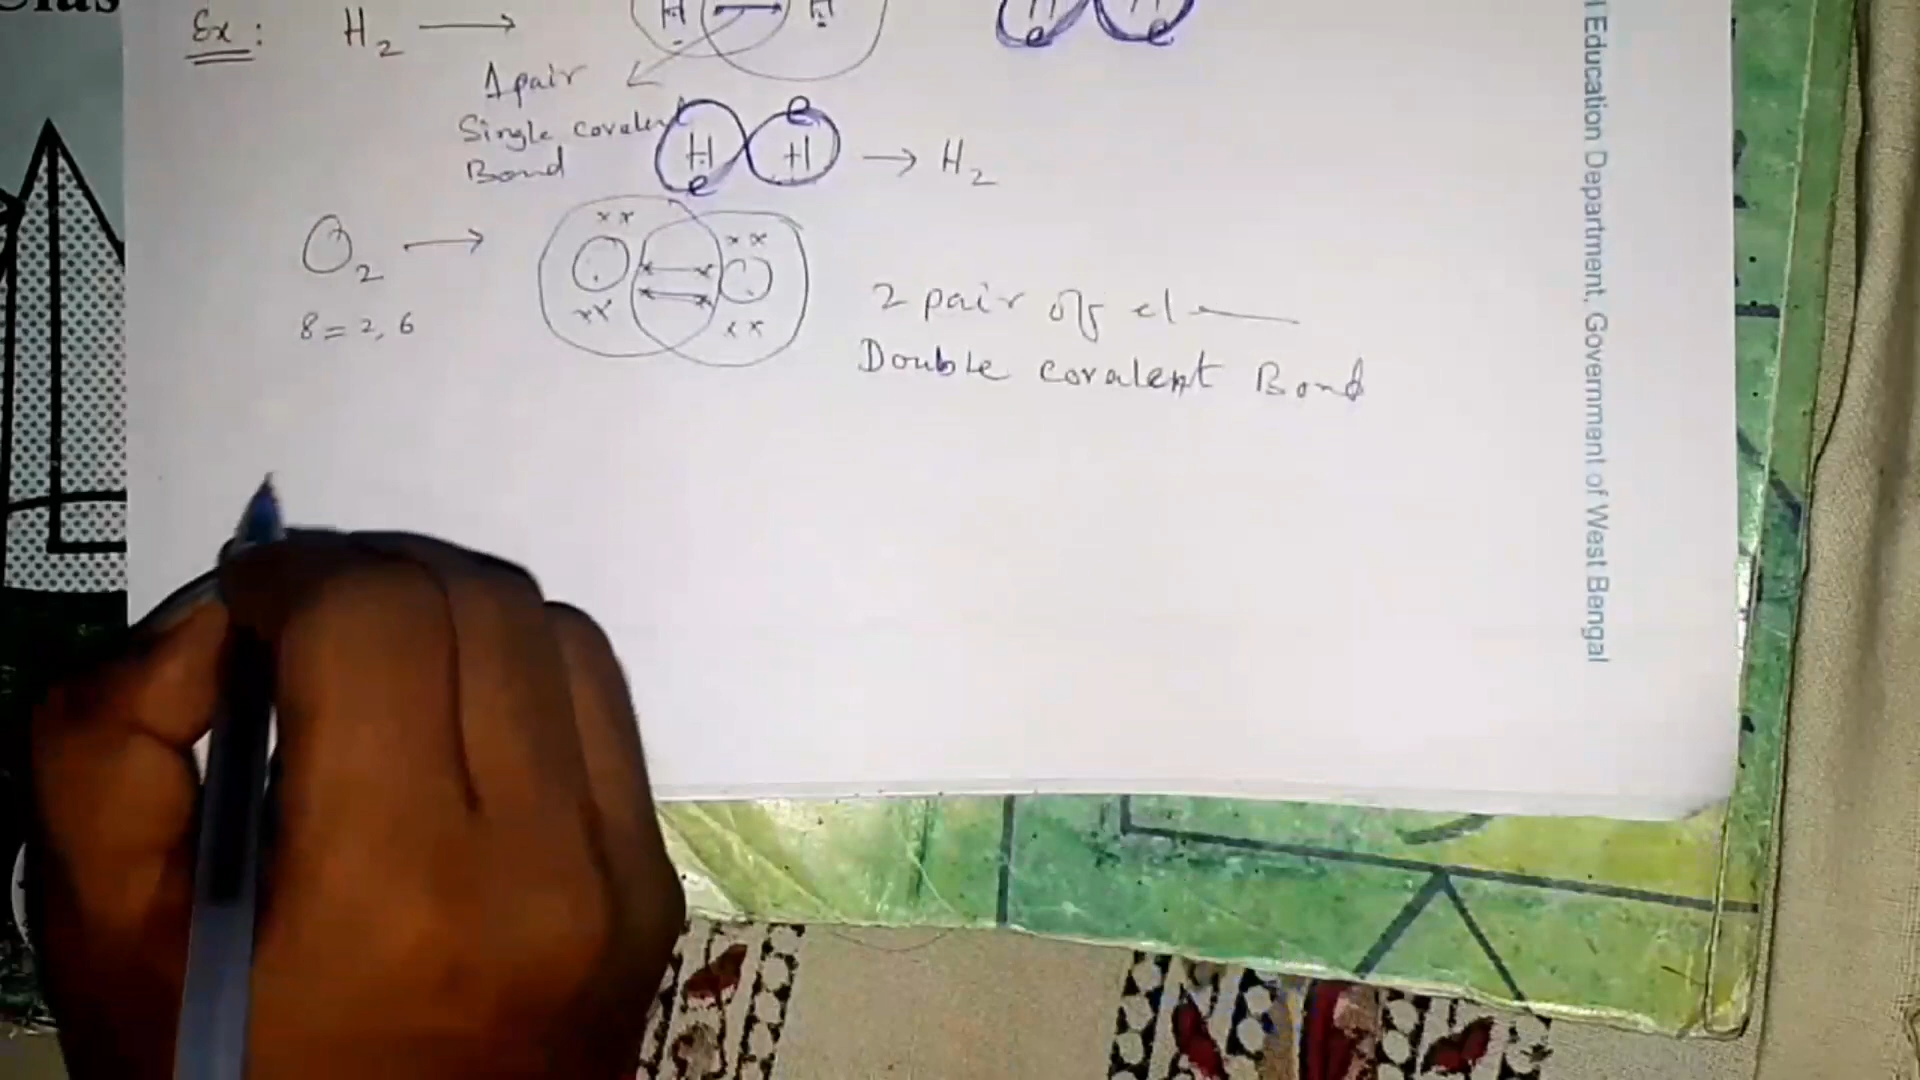 Ex: H₂ → H H
1 pair
Single covalent
Bond
H e H e → H₂
O₂ →
8 = 2, 6
2 pair of el
Double covalent Bond
Education Department, Government of West Bengal